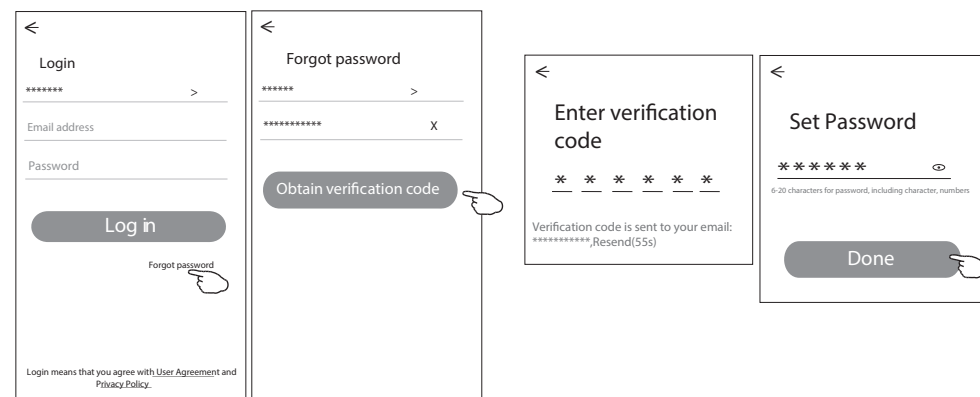 Login
******* >
Email address
Password
Log in
Forgot password
Login means that you agree with User Agreement and
Privacy Policy
Forgot password
****** >
*********** X
Obtain verification code
Enter verification
code
* * * * * *
Verification code is sent to your email:
***********,Resend(55s)
Set Password
******
6-20 characters for password, including character, numbers
Done